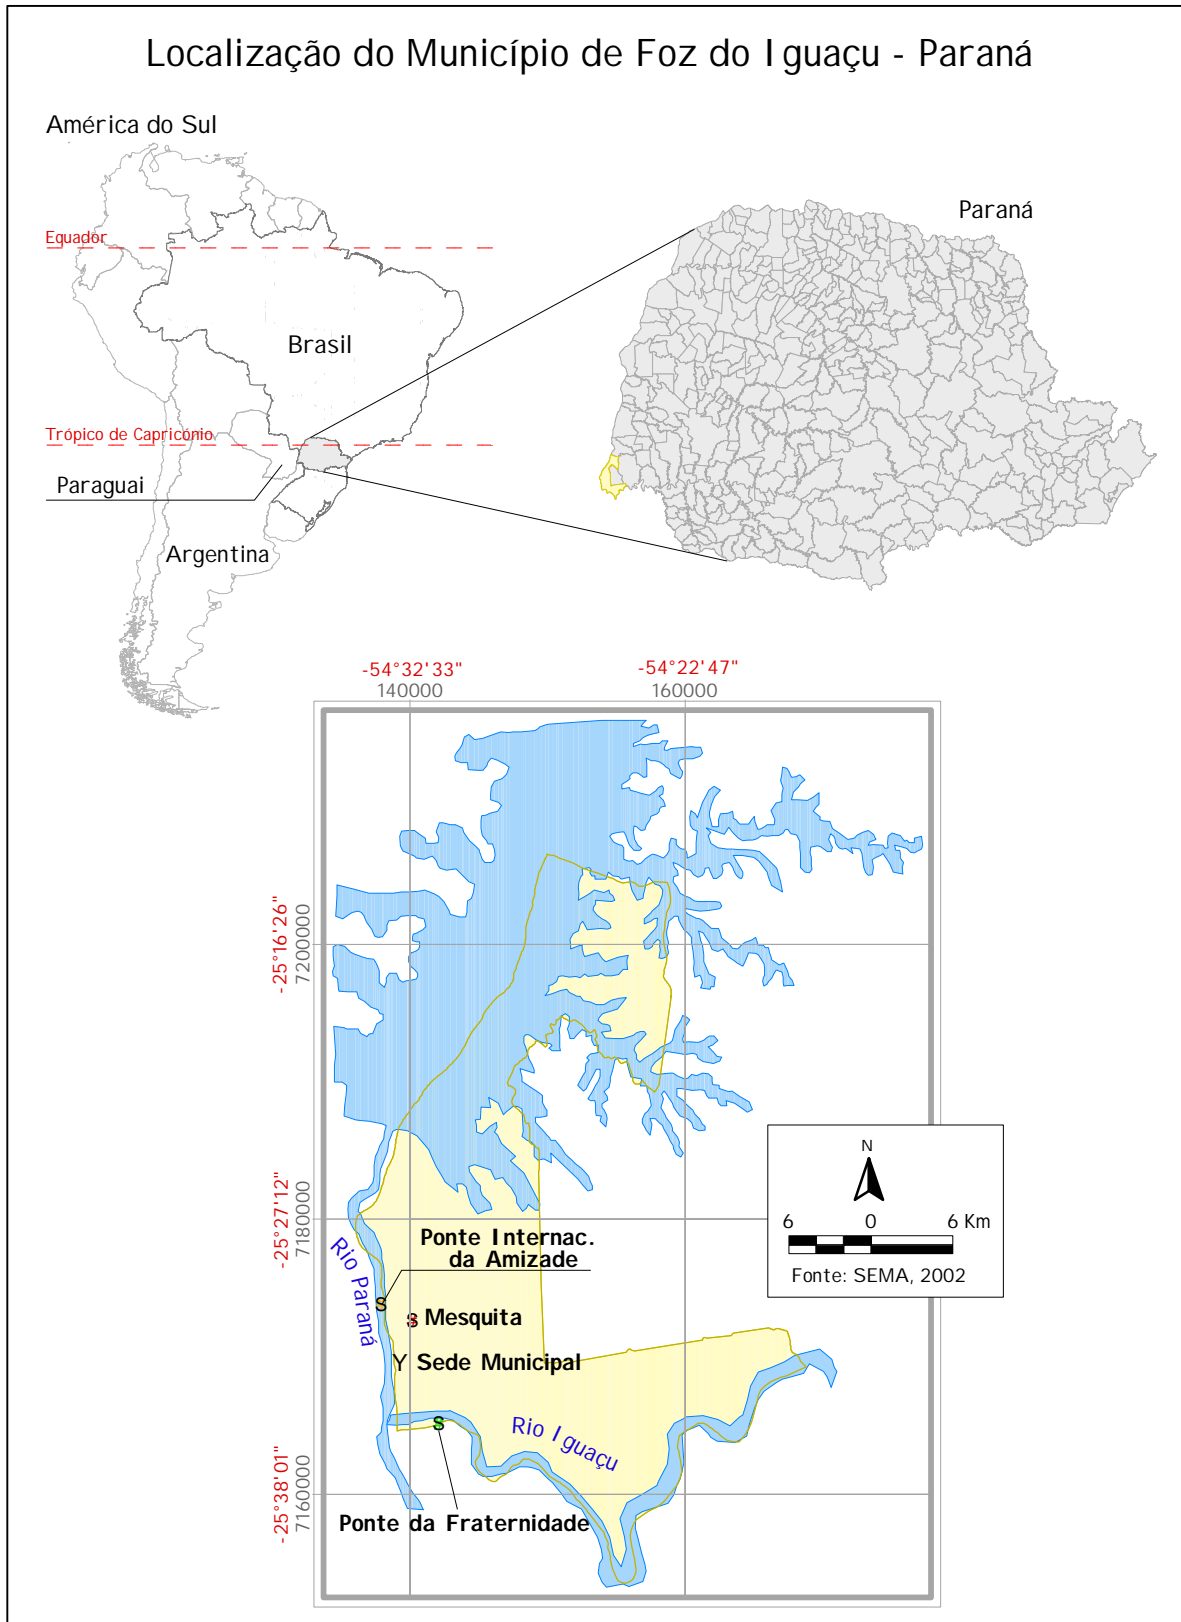 Localização do Município de Foz do Iguaçu - Paraná
América do Sul
Paraná
Equador
Brasil
Trópico de Capricónio
Paraguai
Argentina
-54°32'33"
-54°22'47"
140000
160000
-25°16'26"
7200000
-25°27'12"
7180000
-25°38'01"
7160000
N
6 0 6 Km
Fonte: SEMA, 2002
Ponte Internac.
da Amizade
Rio Paraná
S
s Mesquita
Y Sede Municipal
S
Rio Iguaçu
Ponte da Fraternidade